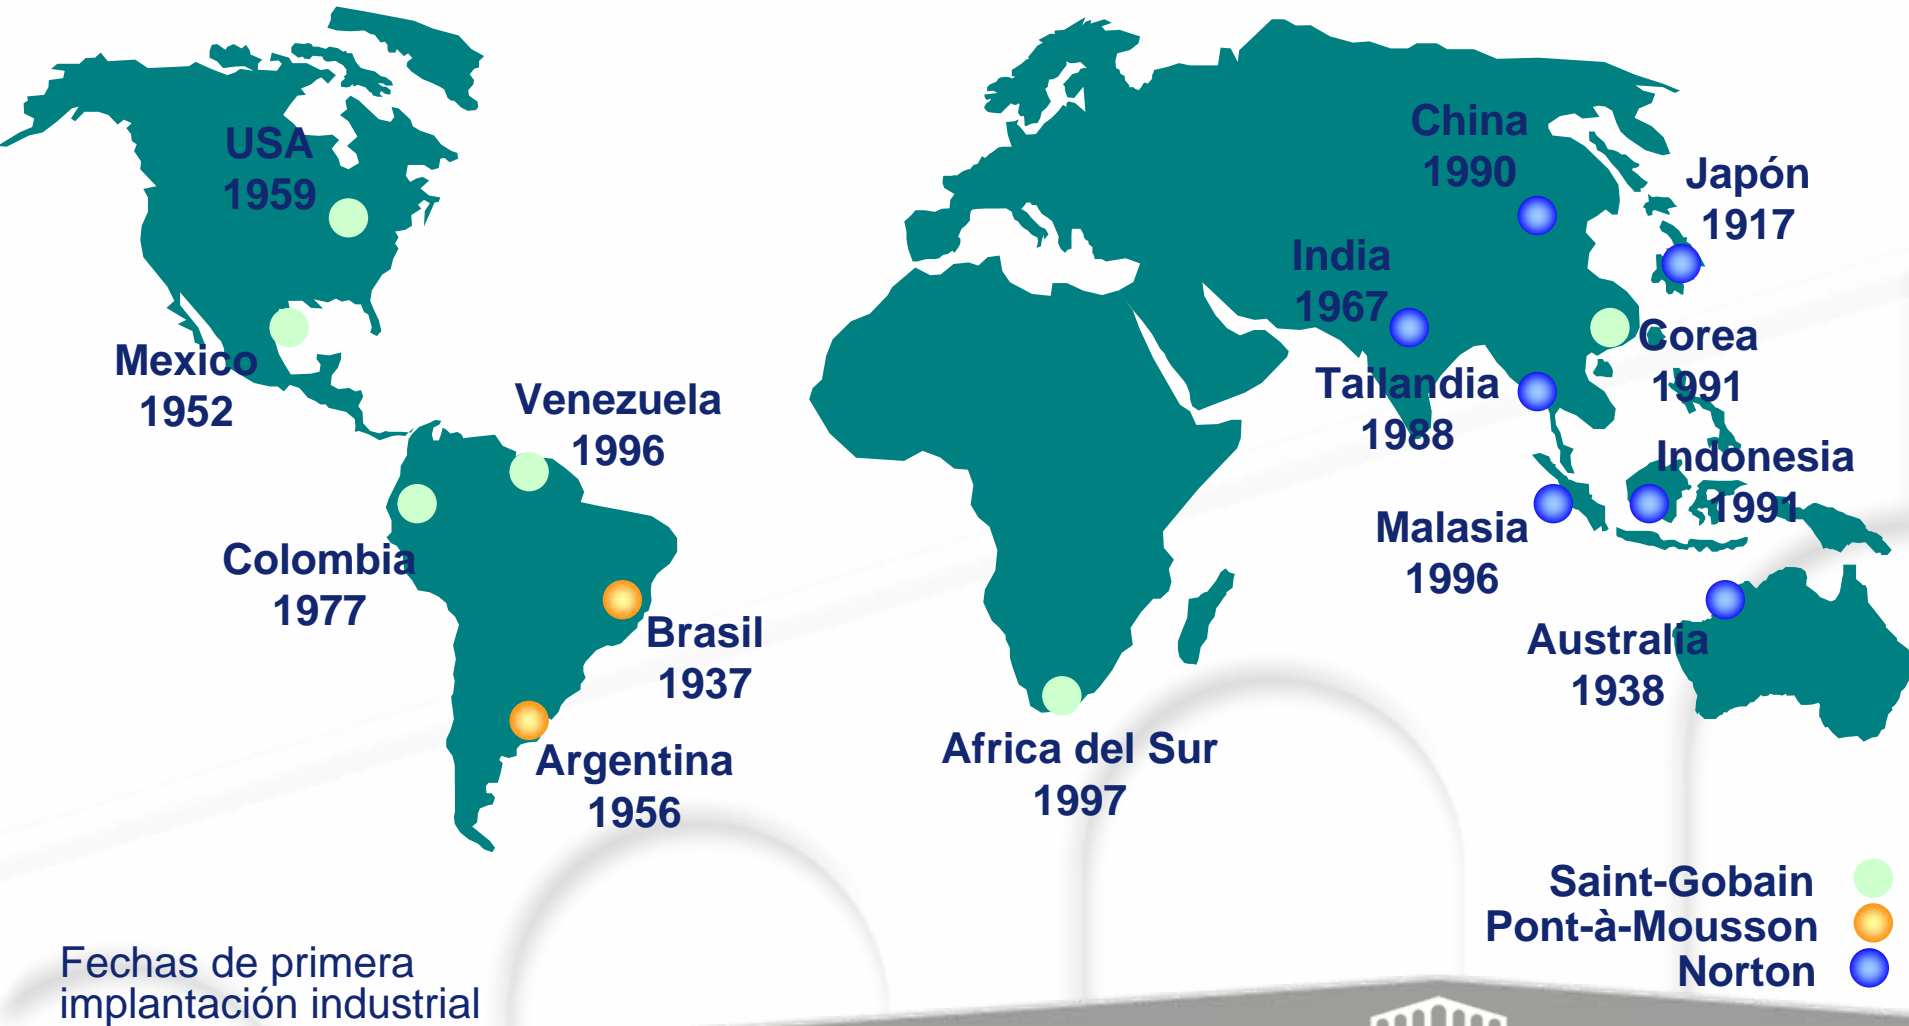 USA
1959
Mexico
1952
Venezuela
1996
Colombia
1977
Brasil
1937
Argentina
1956
Africa del Sur
1997
China
1990
Japón
1917
India
1967
Corea
1991
Tailandia
1988
Indonesia
1991
Malasia
1996
Australia
1938
Saint-Gobain
Pont-à-Mousson
Norton
Fechas de primera
implantación industrial